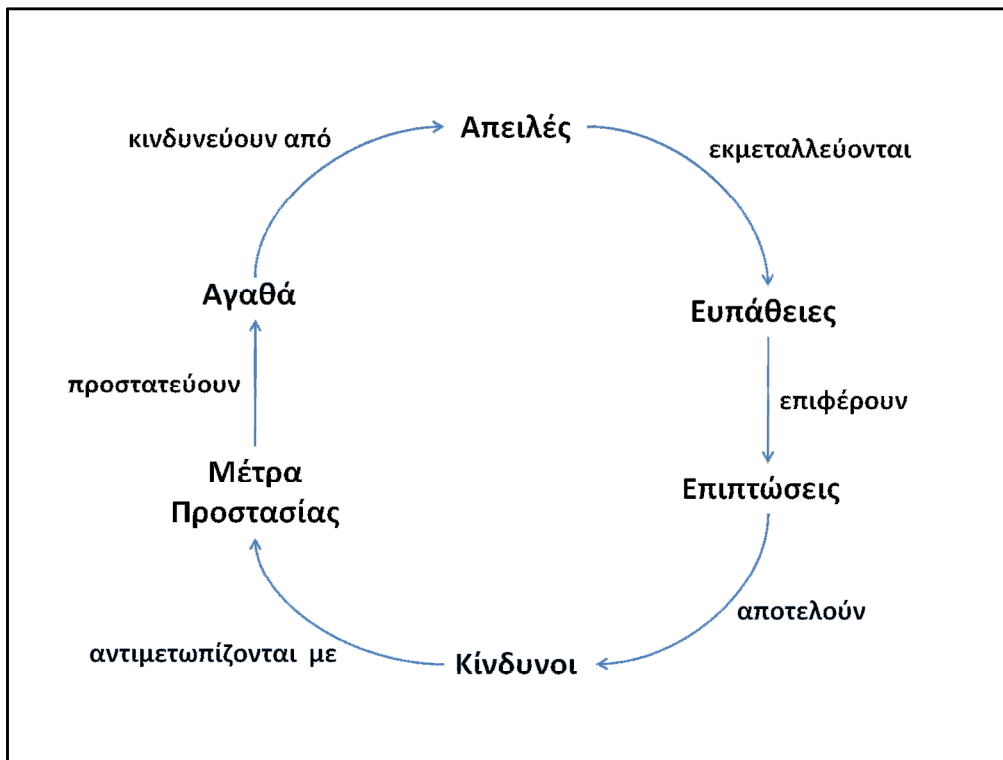 Απειλές
κινδυνεύουν από
εκμεταλλεύονται
Αγαθά
Ευπάθειες
προστατεύουν
επιφέρουν
Μέτρα
Προστασίας
Επιπτώσεις
αποτελούν
αντιμετωπίζονται με
Κίνδυνοι